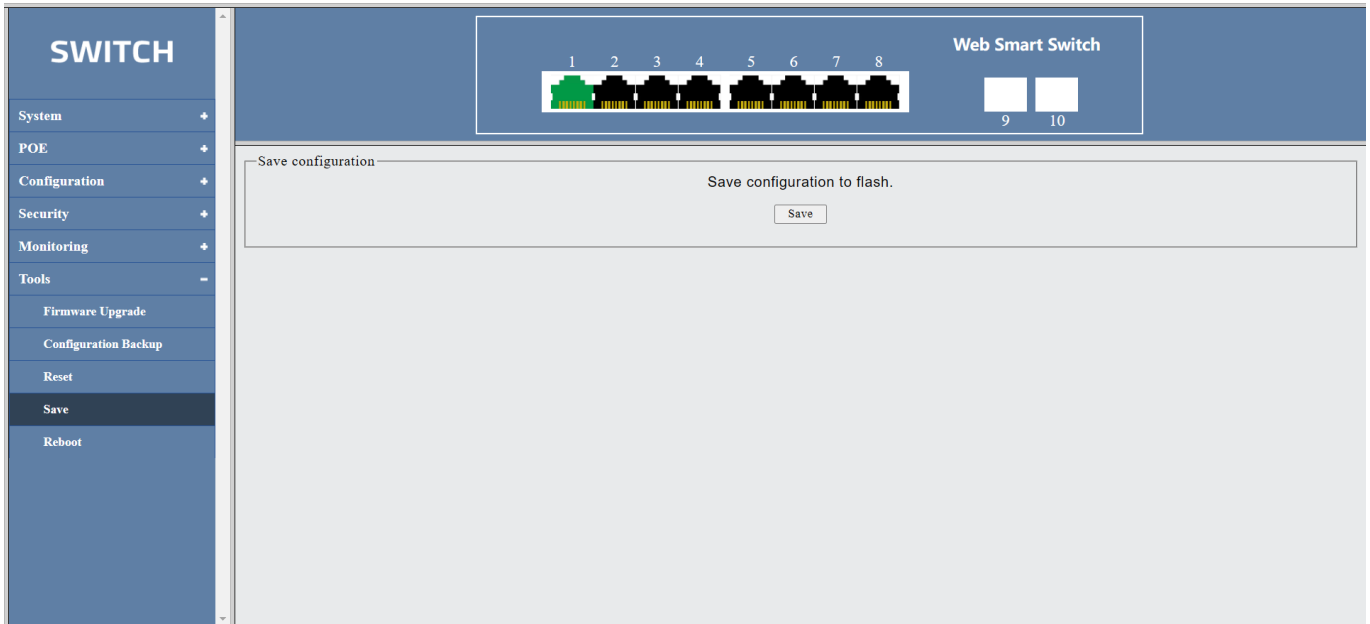 SWITCH
System
POE
Configuration
Security
Monitoring
Tools
Firmware Upgrade
Configuration Backup
Reset
Save
Reboot
Web Smart Switch
1 2 3 4 5 6 7 8
9 10
Save configuration
Save configuration to flash.
Save